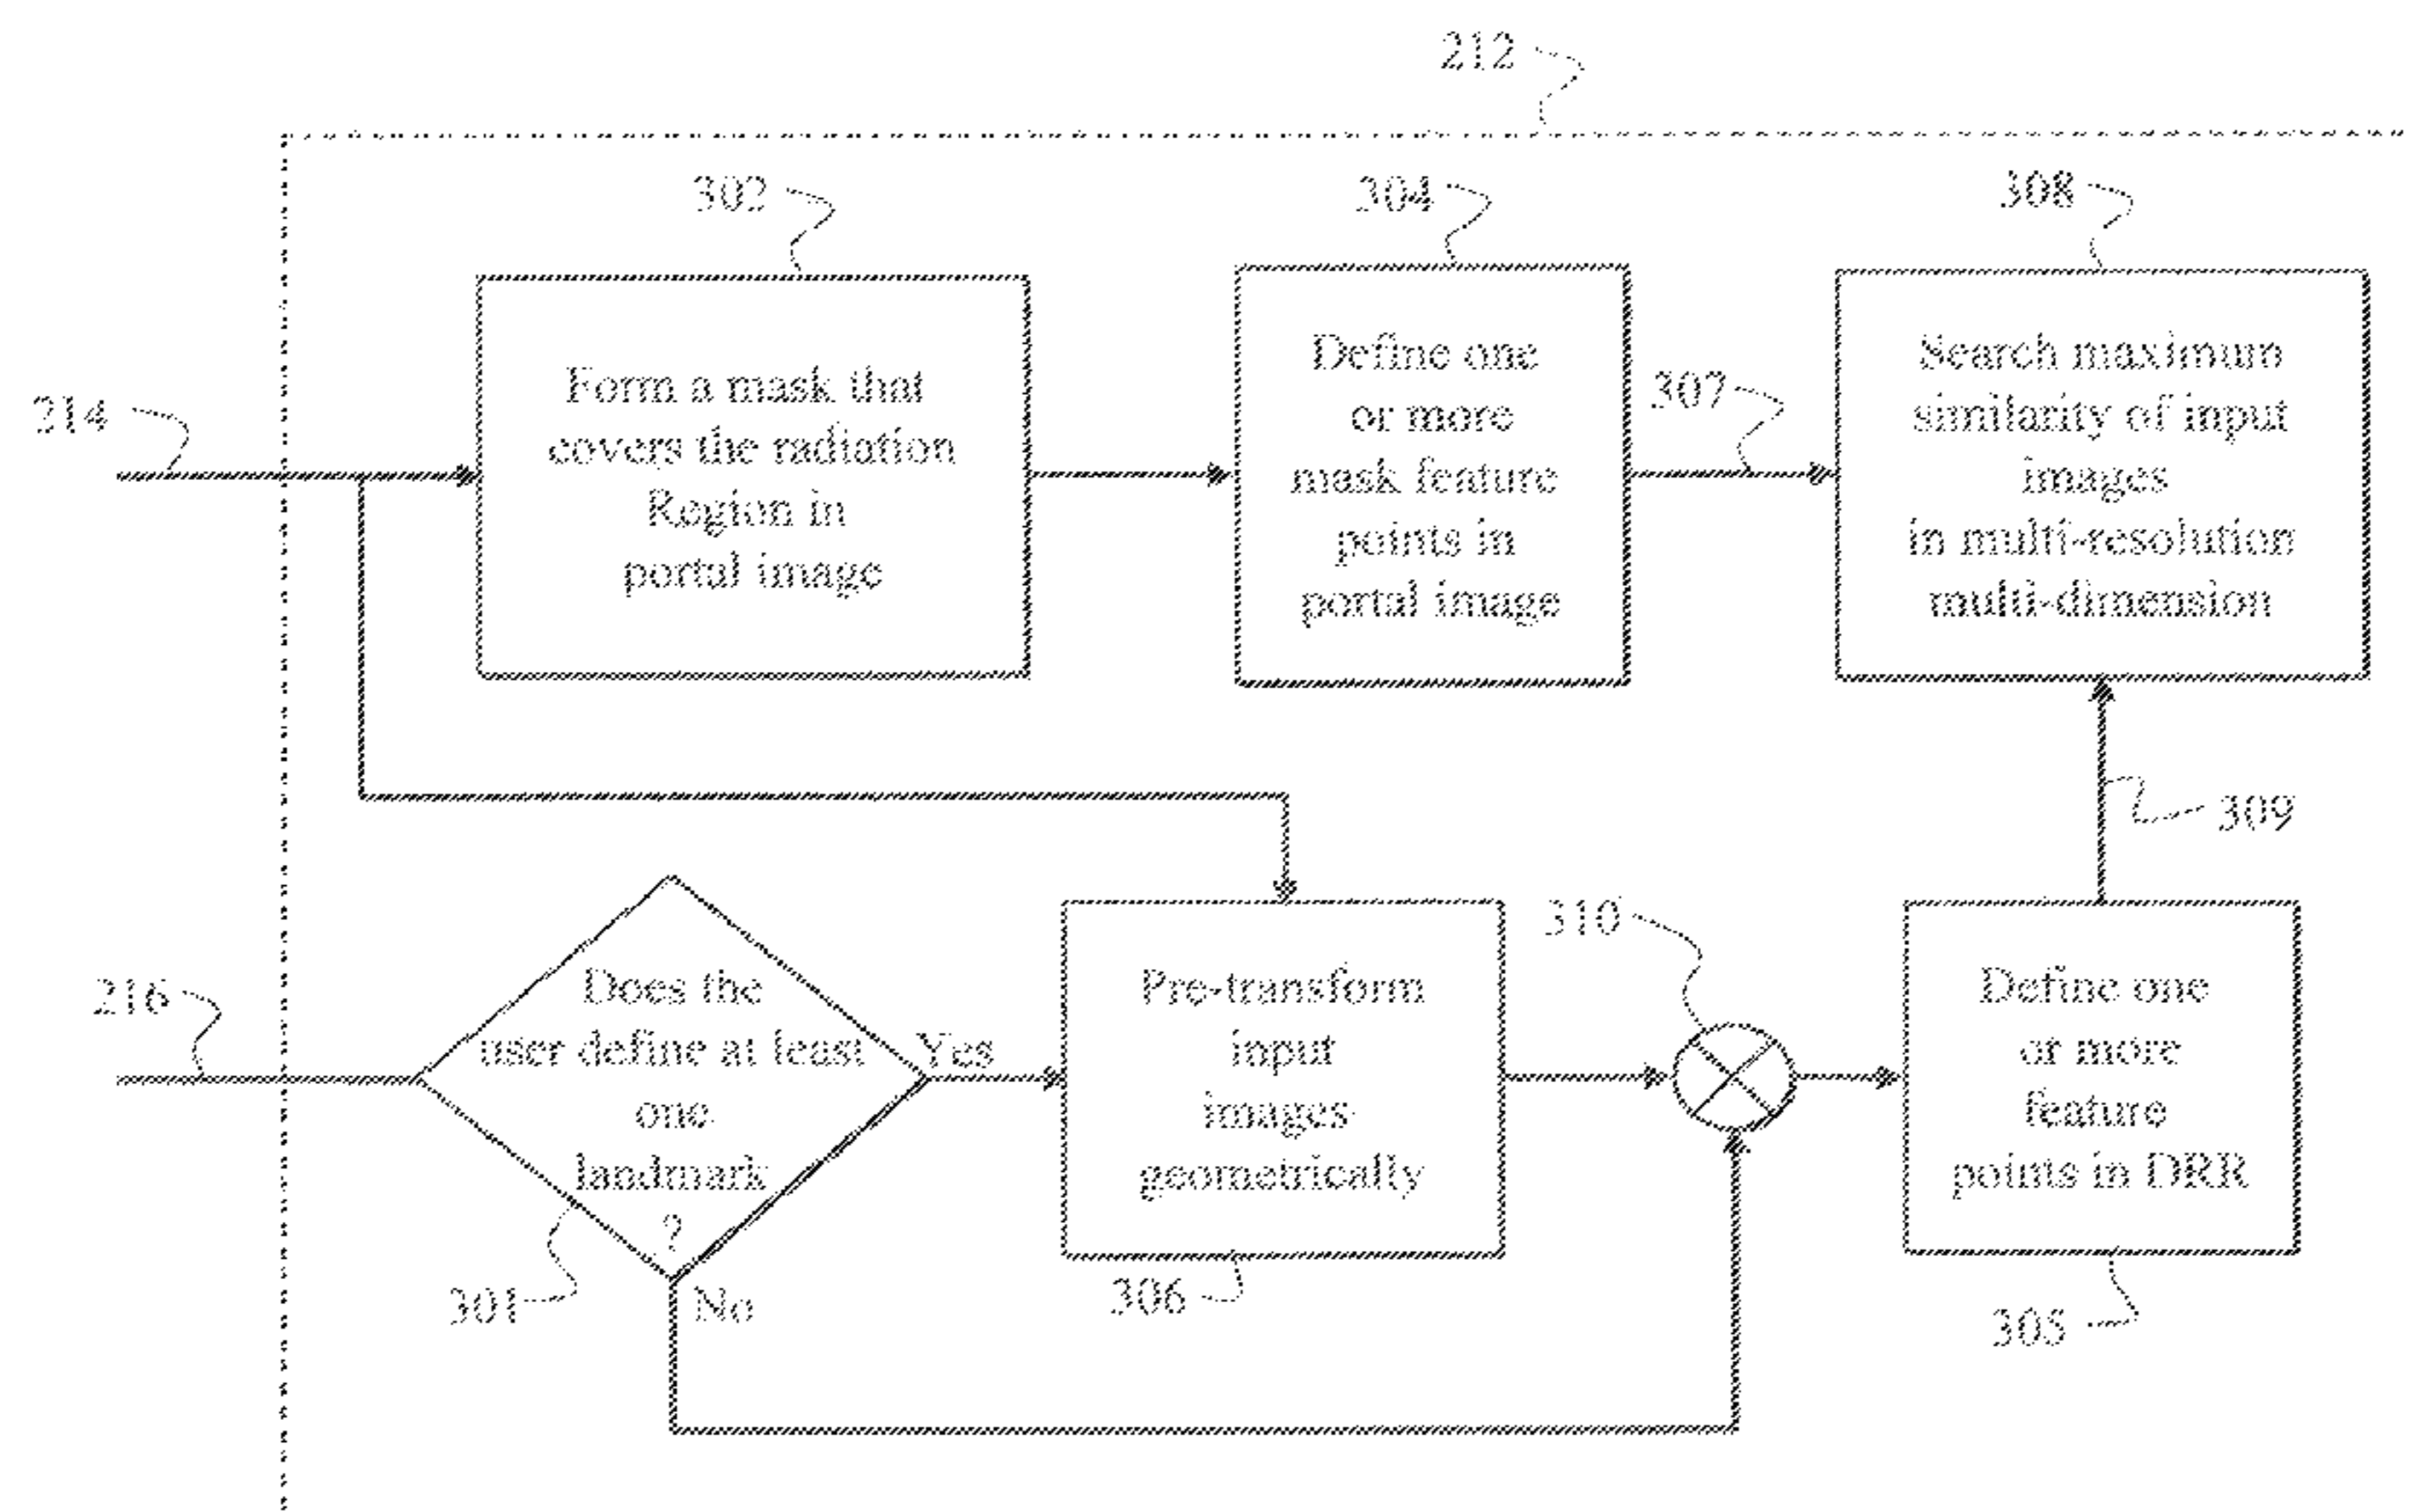 212
302
304
308
214
Form a mask that
covers the radiation
Region in
portal image
Define one
or more
mask feature
points in
portal image
307
Search maximum
similarity of input
images
in multi-resolution
multi-dimension
309
216
Does the
user define at least
one
landmark
?
Yes
No
301
Pre-transform
input
images
geometrically
306
310
Define one
or more
feature
points in DRR
305